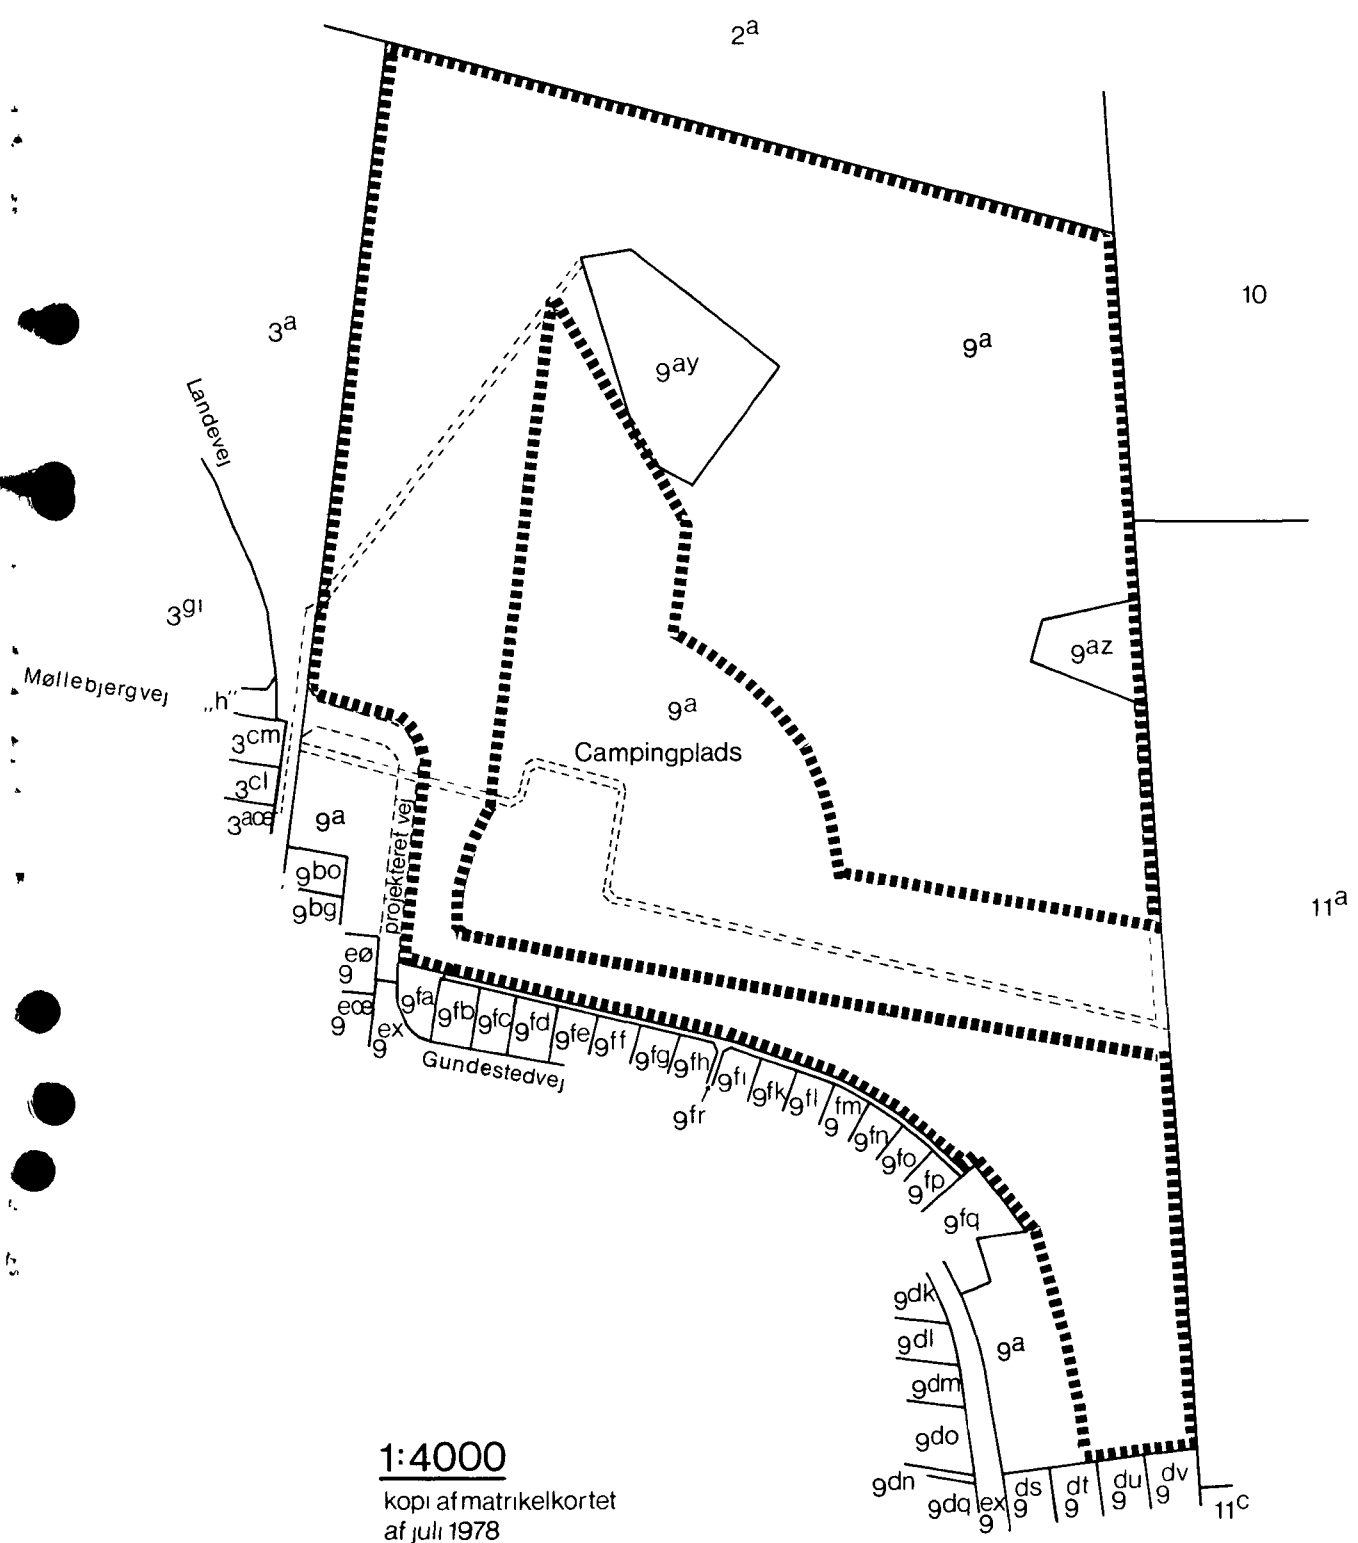 2a
10
3a
9a
9ay
Landevej
3gı
9az
Møllebjergvej
„h"
9a
3cm
Campingplads
3cl
3aœ
9a
projekteret vej
9bo
9bg
11a
9eø
9eœ
9ex
9fa
9fb
9fc
9fd
9fe
9ff
9fg
9fh
9fı
9fk
9fl
9fm
9fn
9fo
9fp
9fq
Gundestedvej
9fr
9dk
9dl
9a
9dm
9do
9dn
9dq
9ex
9ds
9dt
9du
9dv
11c
1:4000
kopi af matrikelkortet
af juli 1978